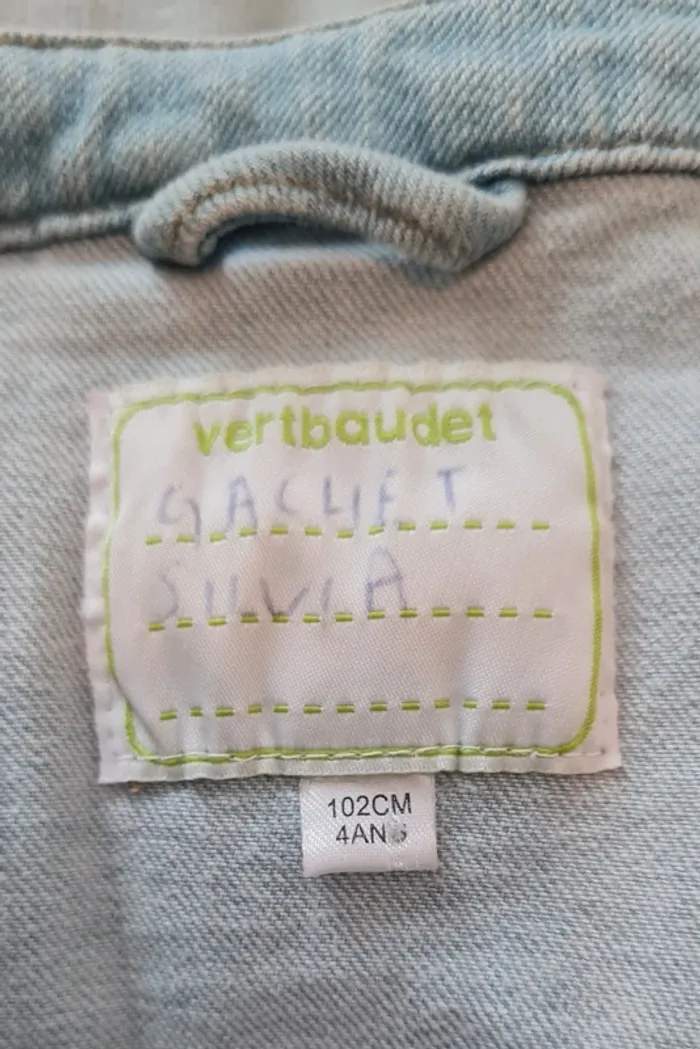 vertbaudet
GACHET
SILVIA
102CM
4ANS